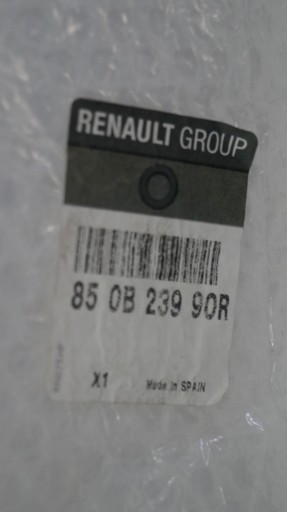 RENAULT GROUP
85 0B 239 90R
X1
Made in SPAIN